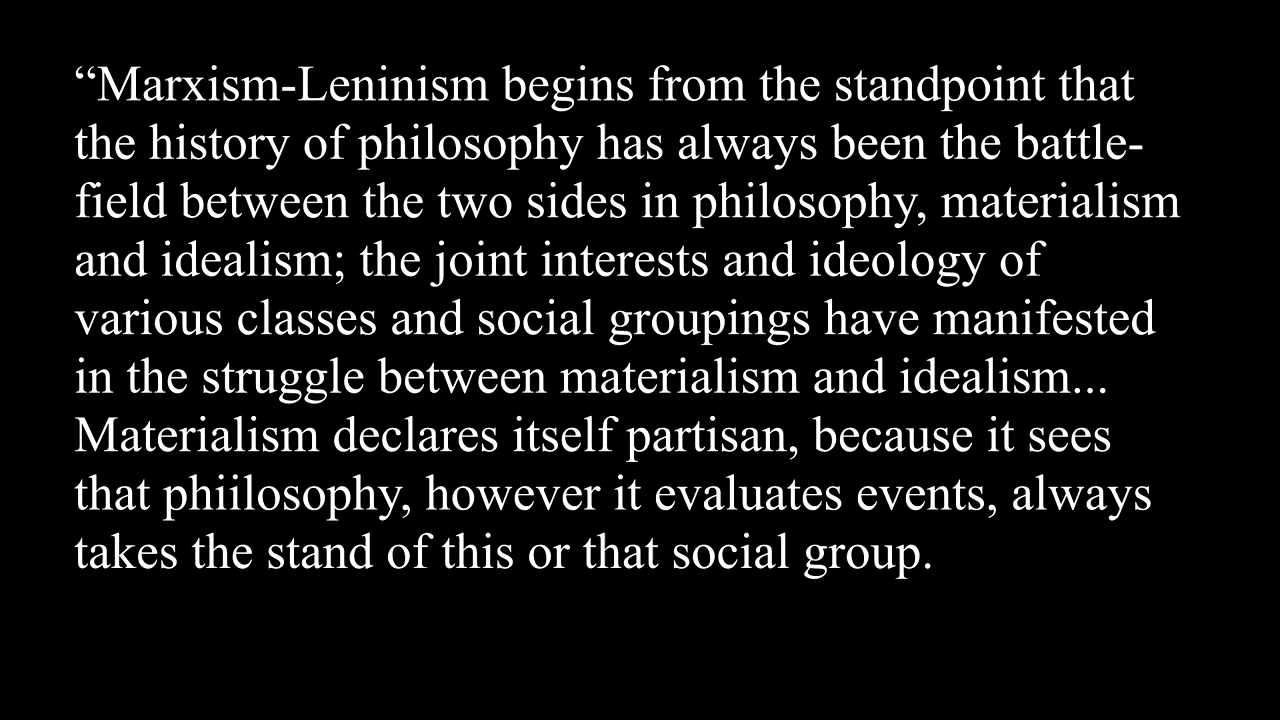 “Marxism-Leninism begins from the standpoint that
the history of philosophy has always been the battle-
field between the two sides in philosophy, materialism
and idealism; the joint interests and ideology of
various classes and social groupings have manifested
in the struggle between materialism and idealism...
Materialism declares itself partisan, because it sees
that phiilosophy, however it evaluates events, always
takes the stand of this or that social group.